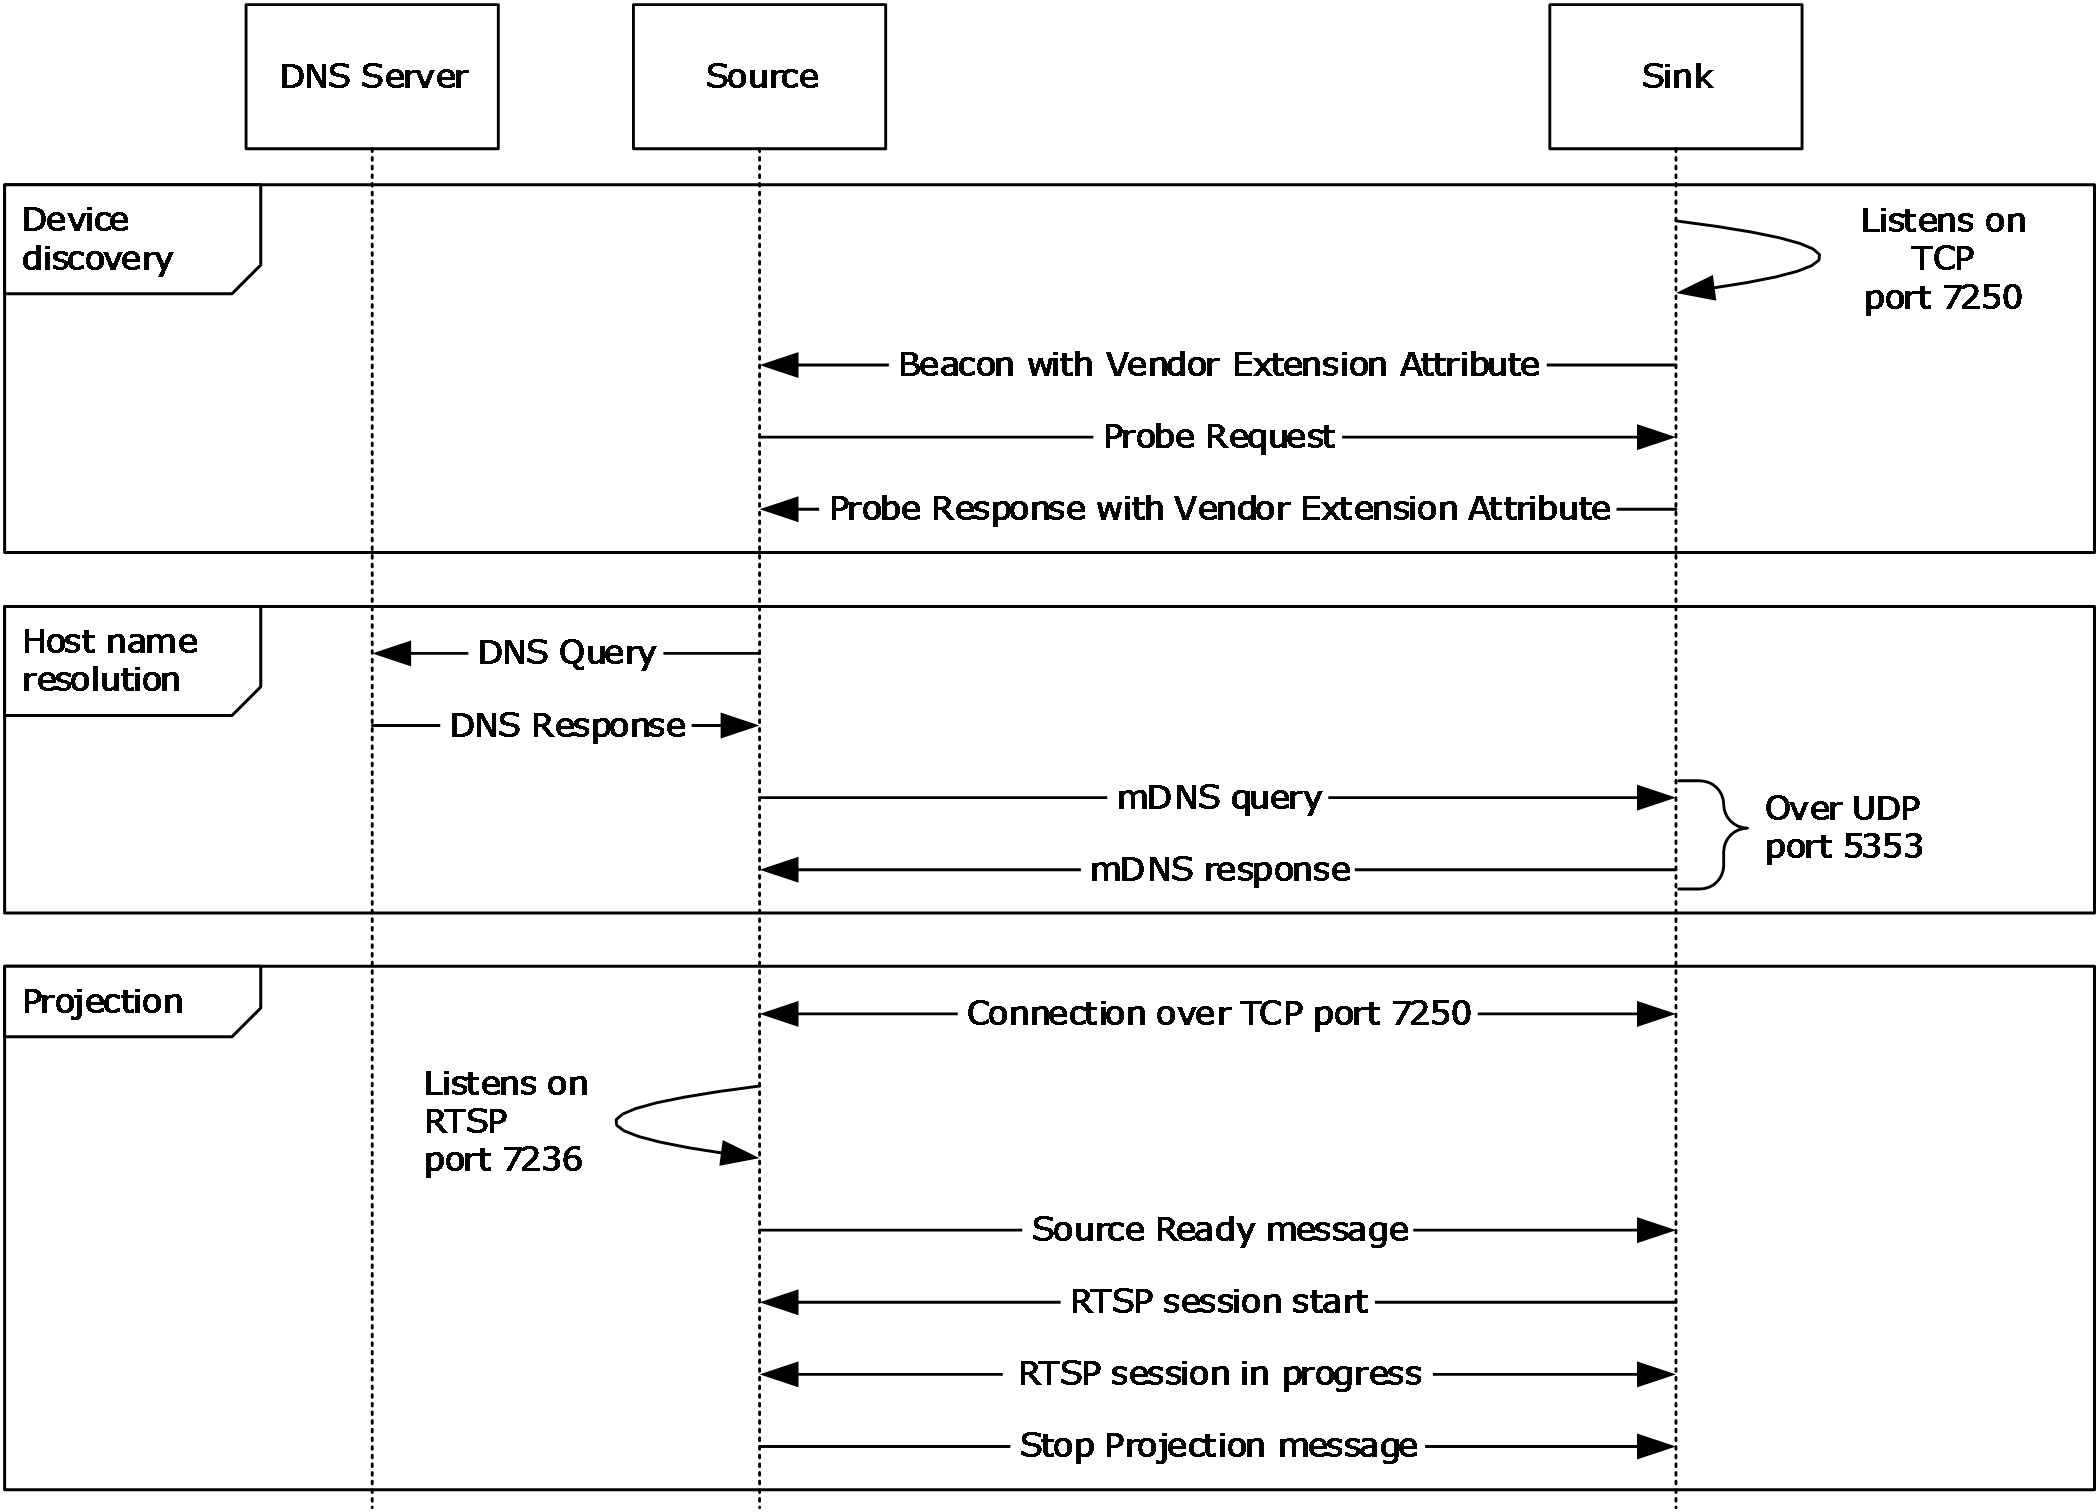 DNS Server
Source
Sink
Device
discovery
Listens on
TCP
port 7250
Beacon with Vendor Extension Attribute
Probe Request
Probe Response with Vendor Extension Attribute
Host name
resolution
DNS Query
DNS Response
mDNS query
Over UDP
port 5353
mDNS response
Projection
Connection over TCP port 7250
Listens on
RTSP
port 7236
Source Ready message
RTSP session start
RTSP session in progress
Stop Projection message